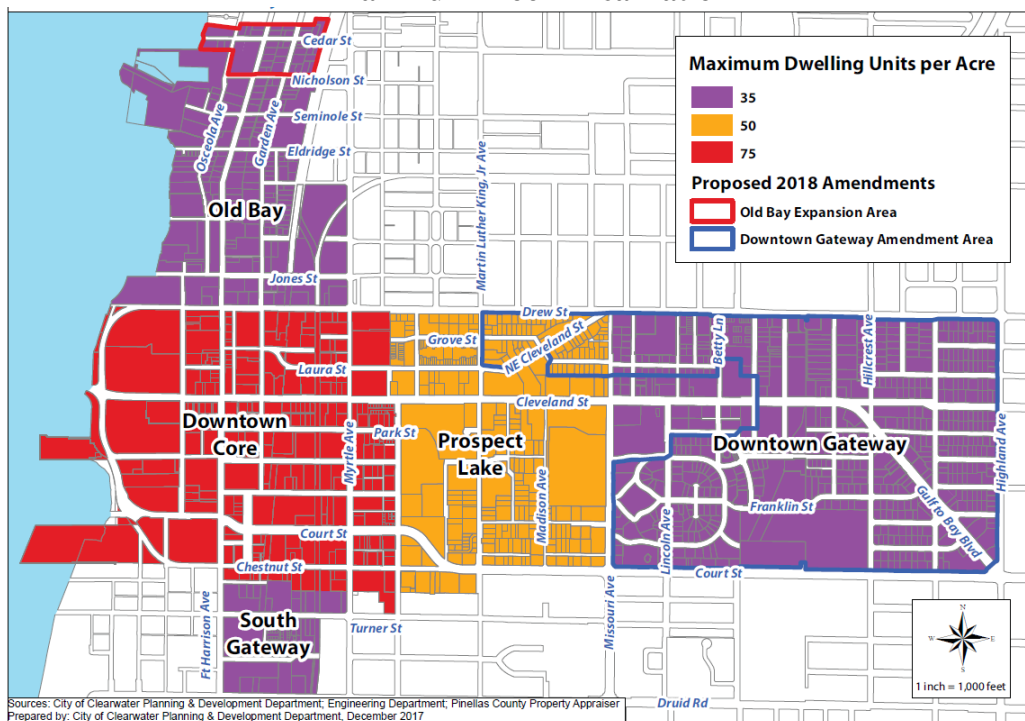 Cedar St
Nicholson St
Seminole St
Eldridge St
Osceola Ave
Garden Ave
Old Bay
Jones St
Martin Luther King, Jr Ave
Maximum Dwelling Units per Acre
35
50
75
Proposed 2018 Amendments
Old Bay Expansion Area
Downtown Gateway Amendment Area
Drew St
Grove St
NE Cleveland St
Betty Ln
Hillcrest Ave
Laura St
Cleveland St
Downtown
Core
Myrtle Ave
Park St
Prospect
Lake
Madison Ave
Downtown Gateway
Highland Ave
Franklin St
Gulf to Bay Blvd
Lincoln Ave
Court St
Chestnut St
Court St
Missouri Ave
Ft Harrison Ave
South
Gateway
Turner St
Druid Rd
N
W
E
S
1 inch = 1,000 feet
Sources: City of Clearwater Planning & Development Department; Engineering Department; Pinellas County Property Appraiser
Prepared by: City of Clearwater Planning & Development Department, December 2017